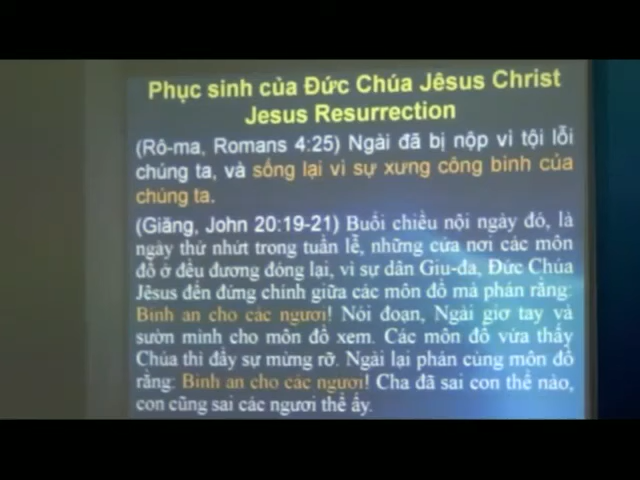 Phục sinh của Đức Chúa Jêsus Christ
Jesus Resurrection
(Rô-ma, Romans 4:25) Ngài đã bị nộp vì tội lỗi
chúng ta, và sống lại vì sự xưng công bình của
chúng ta.
(Giăng, John 20:19-21) Buổi chiều nội ngày đó, là
ngày thứ nhứt trong tuần lễ, những cửa nơi các môn
đồ ở đều đương đóng lại, vì sự dân Giu-đa, Đức Chúa
Jêsus đến đứng chính giữa các môn đồ mà phán rằng:
Bình an cho các ngươi! Nói đoạn, Ngài giơ tay và
sườn mình cho môn đồ xem. Các môn đồ vừa thấy
Chúa thì đầy sự mừng rỡ. Ngài lại phán cùng môn đồ
rằng: Bình an cho các ngươi! Cha đã sai con thể nào,
con cũng sai các ngươi thể ấy.